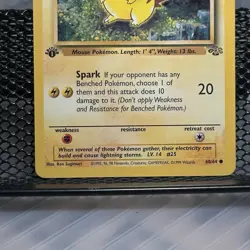 Mouse Pokémon. Length: 1' 4", Weight: 13 lbs.
Spark If your opponent has any
Benched Pokémon, choose 1 of
them and this attack does 10
damage to it. (Don't apply Weakness
and Resistance for Benched Pokémon.)
20
weakness
resistance
retreat cost
When several of these Pokémon gather, their electricity can
build and cause lightning storms. LV. 14 #25
60/64